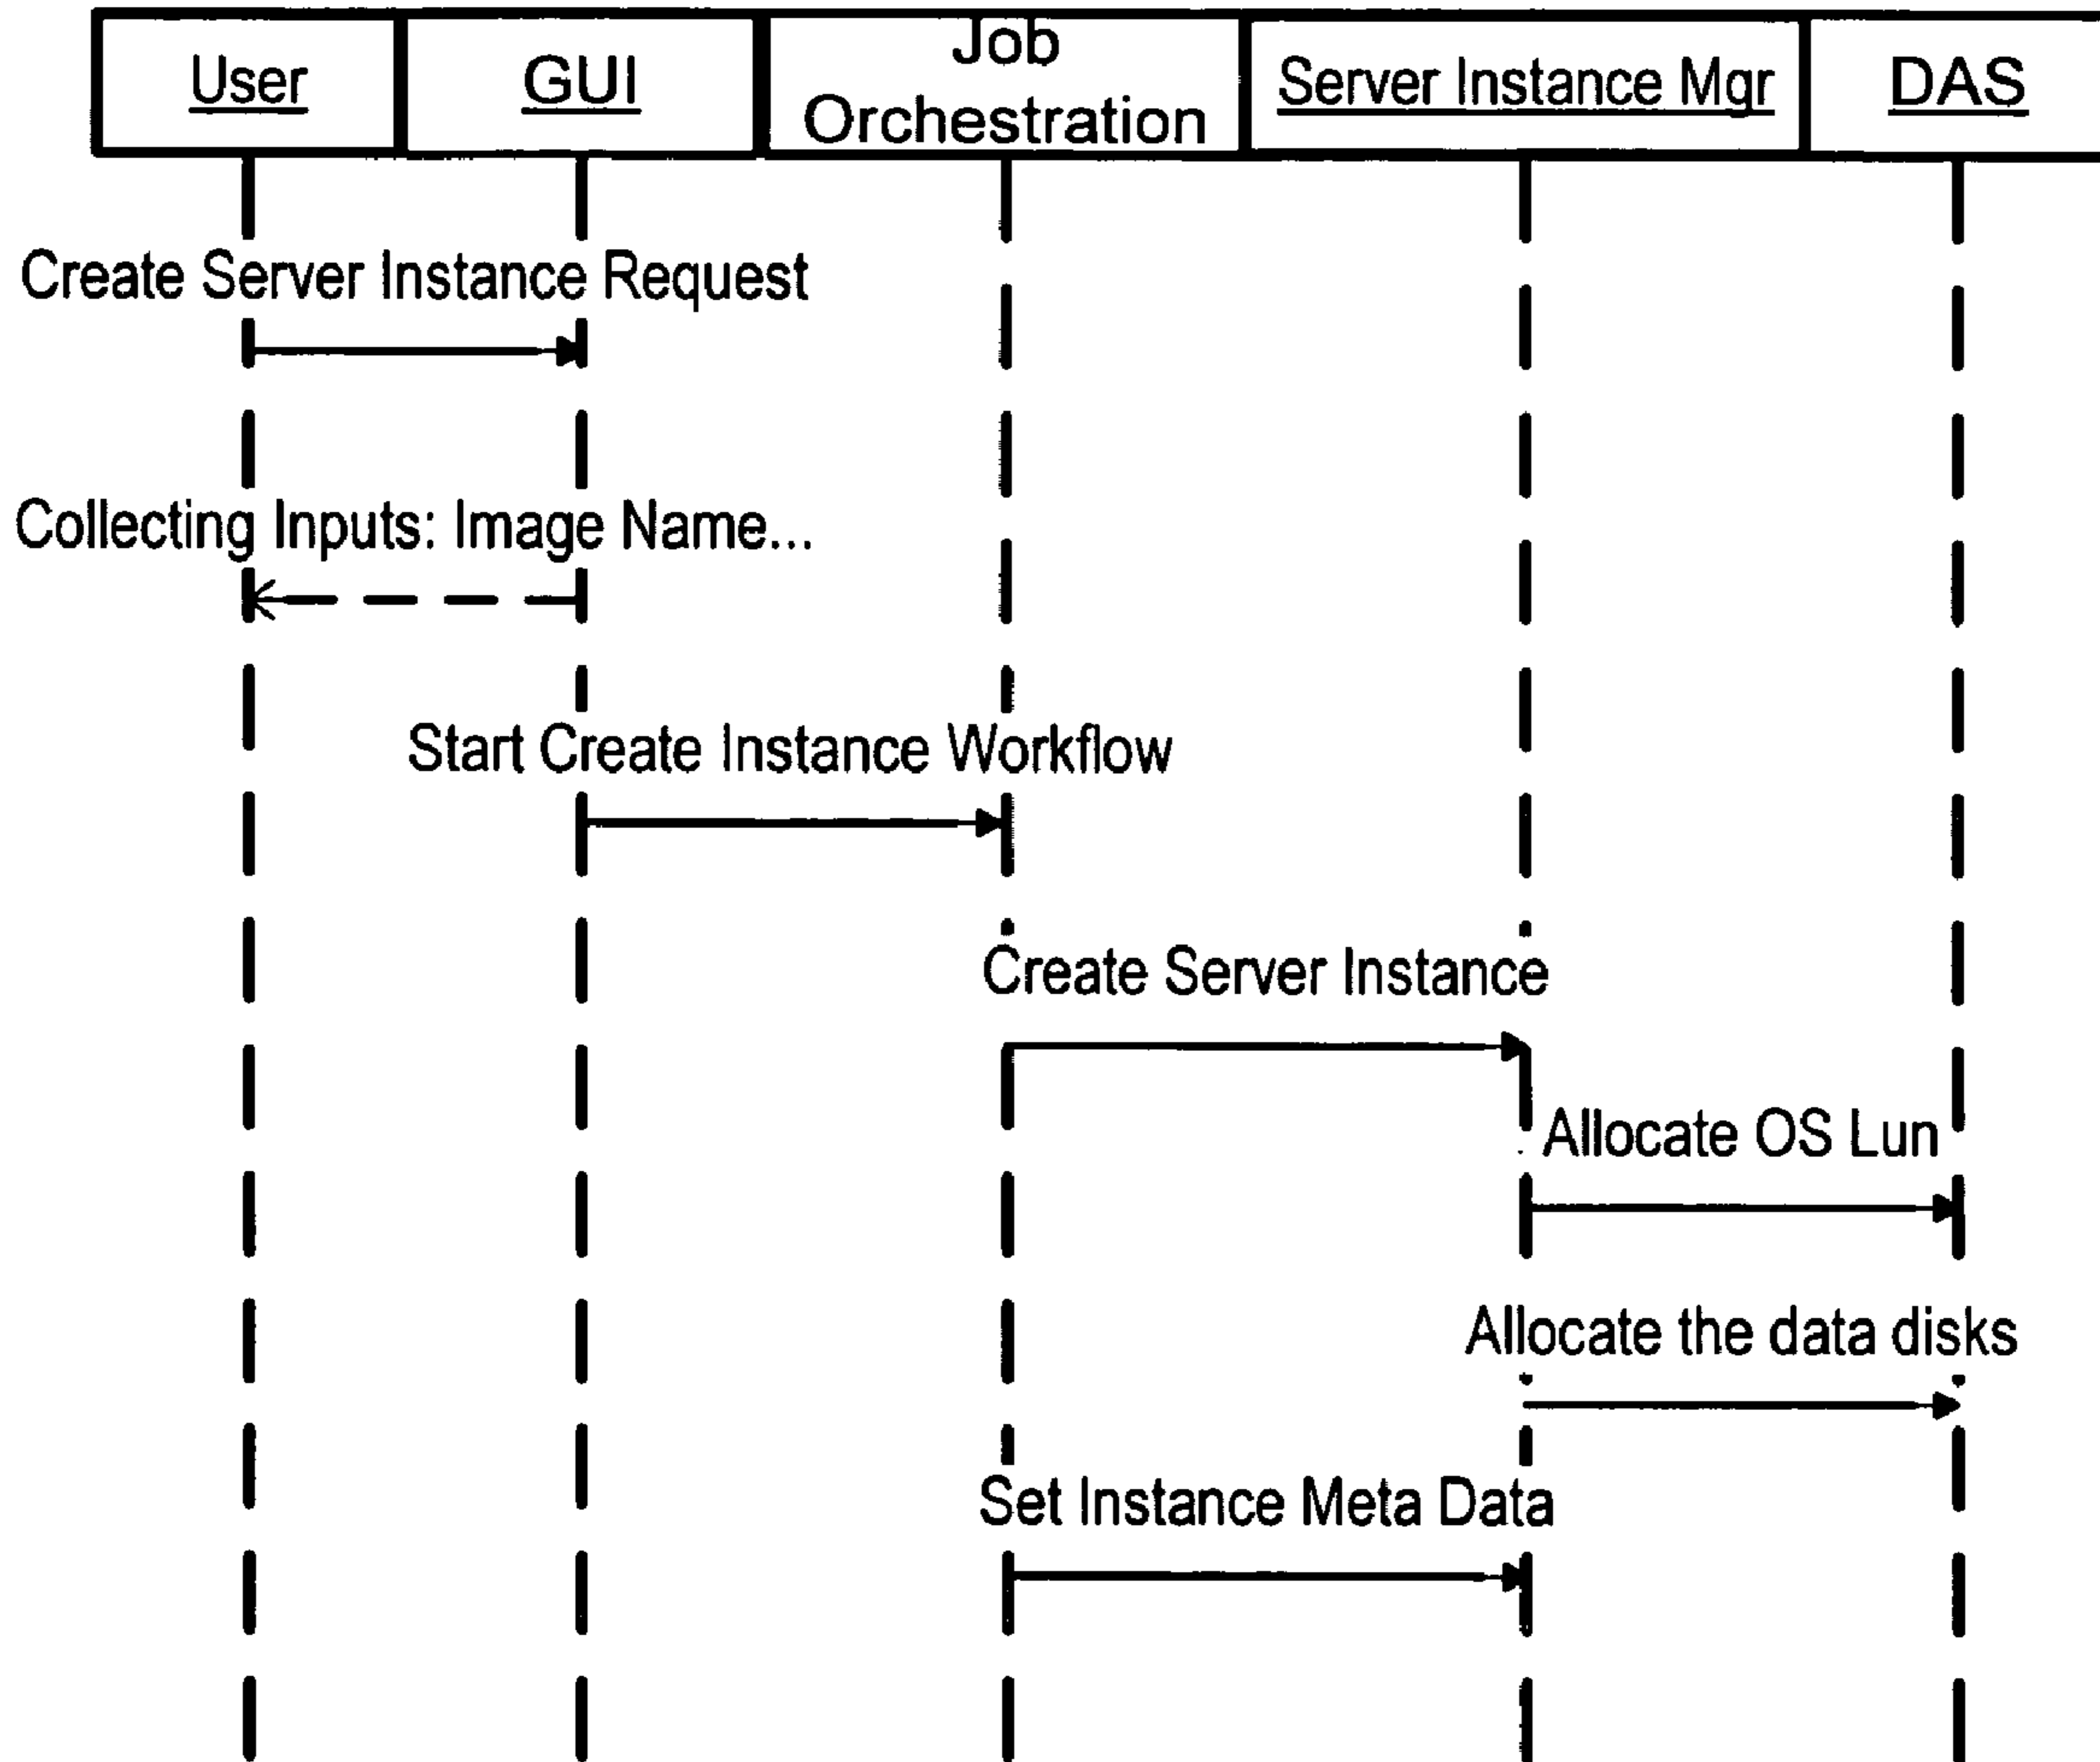 User
GUI
Job
Orchestration
Server Instance Mgr
DAS
Create Server Instance Request
Collecting Inputs: Image Name...
Start Create Instance Workflow
Create Server Instance
Allocate OS Lun
Allocate the data disks
Set Instance Meta Data